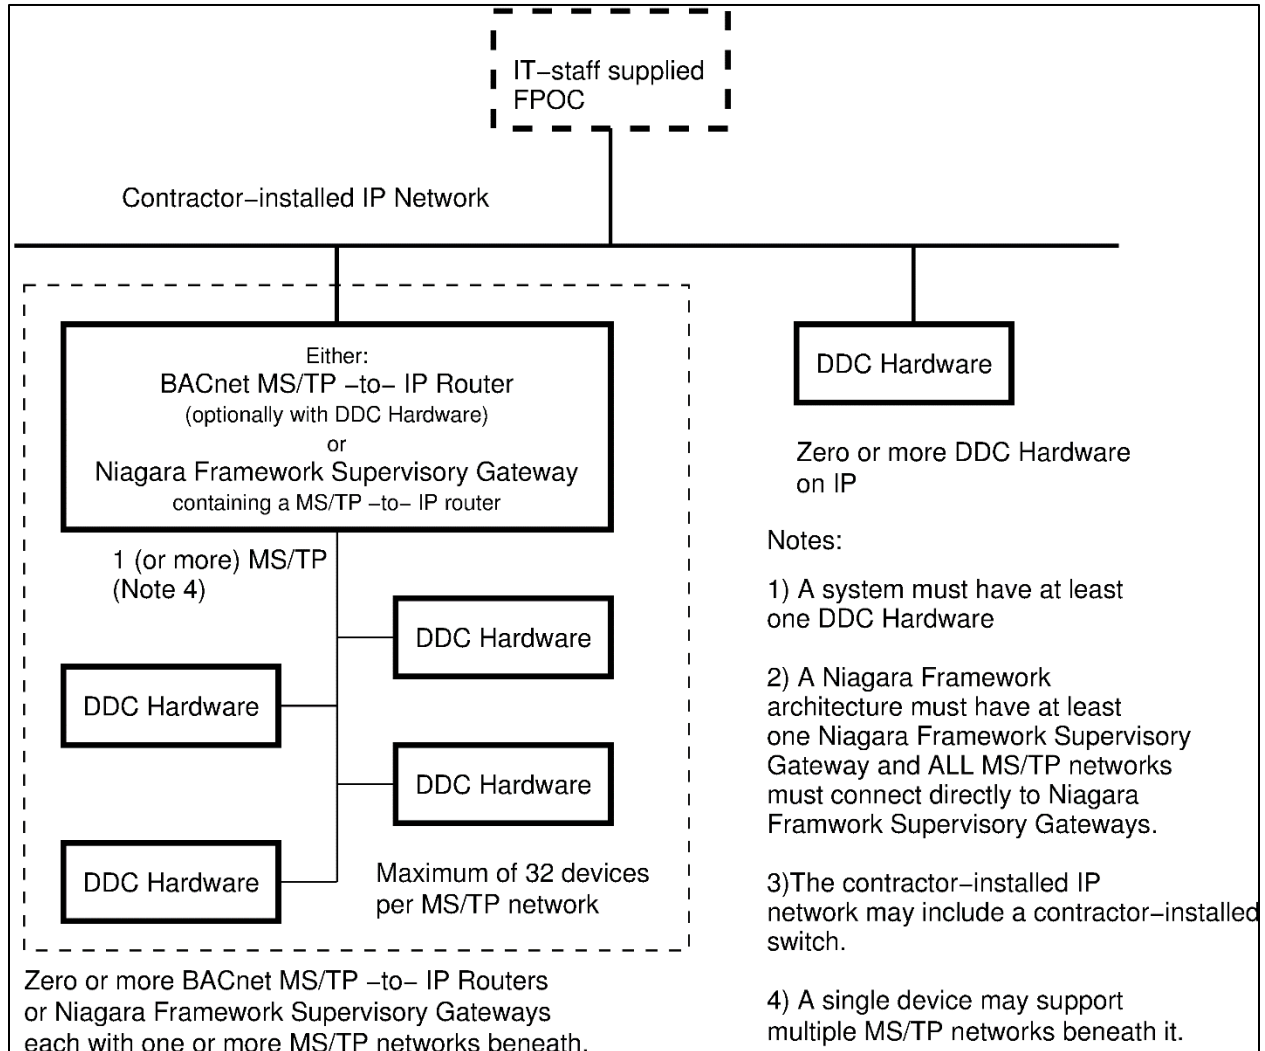 IT−staff supplied
FPOC
Contractor−installed IP Network
Either:
BACnet MS/TP −to− IP Router
(optionally with DDC Hardware)
or
Niagara Framework Supervisory Gateway
containing a MS/TP −to− IP router
1 (or more) MS/TP
(Note 4)
DDC Hardware
DDC Hardware
DDC Hardware
DDC Hardware
Maximum of 32 devices
per MS/TP network
Zero or more BACnet MS/TP −to− IP Routers
or Niagara Framework Supervisory Gateways
each with one or more MS/TP networks beneath.
DDC Hardware
Zero or more DDC Hardware
on IP
Notes:
1) A system must have at least
one DDC Hardware
2) A Niagara Framework
architecture must have at least
one Niagara Framework Supervisory
Gateway and ALL MS/TP networks
must connect directly to Niagara
Framwork Supervisory Gateways.
3)The contractor−installed IP
network may include a contractor−installed
switch.
4) A single device may support
multiple MS/TP networks beneath it.